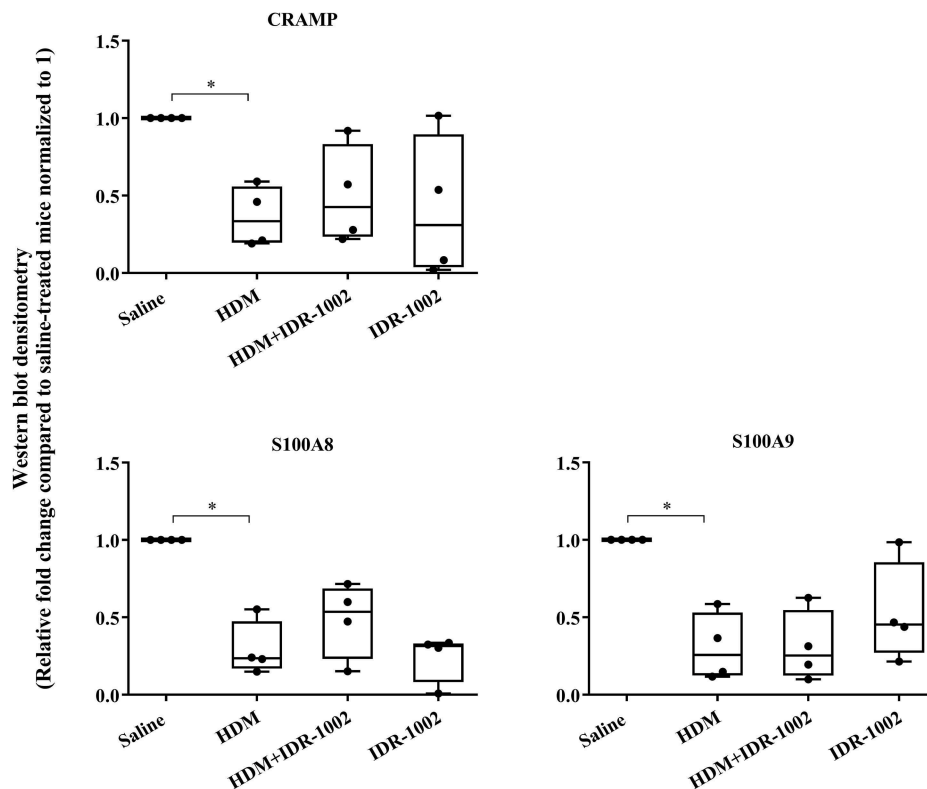 Western blot densitometry
(Relative fold change compared to saline-treated mice normalized to 1)
CRAMP
1.5
1.0
0.5
0.0
*
Saline
HDM
HDM+IDR-1002
IDR-1002
S100A8
1.5
1.0
0.5
0.0
*
Saline
HDM
HDM+IDR-1002
IDR-1002
S100A9
1.5
1.0
0.5
0.0
*
Saline
HDM
HDM+IDR-1002
IDR-1002